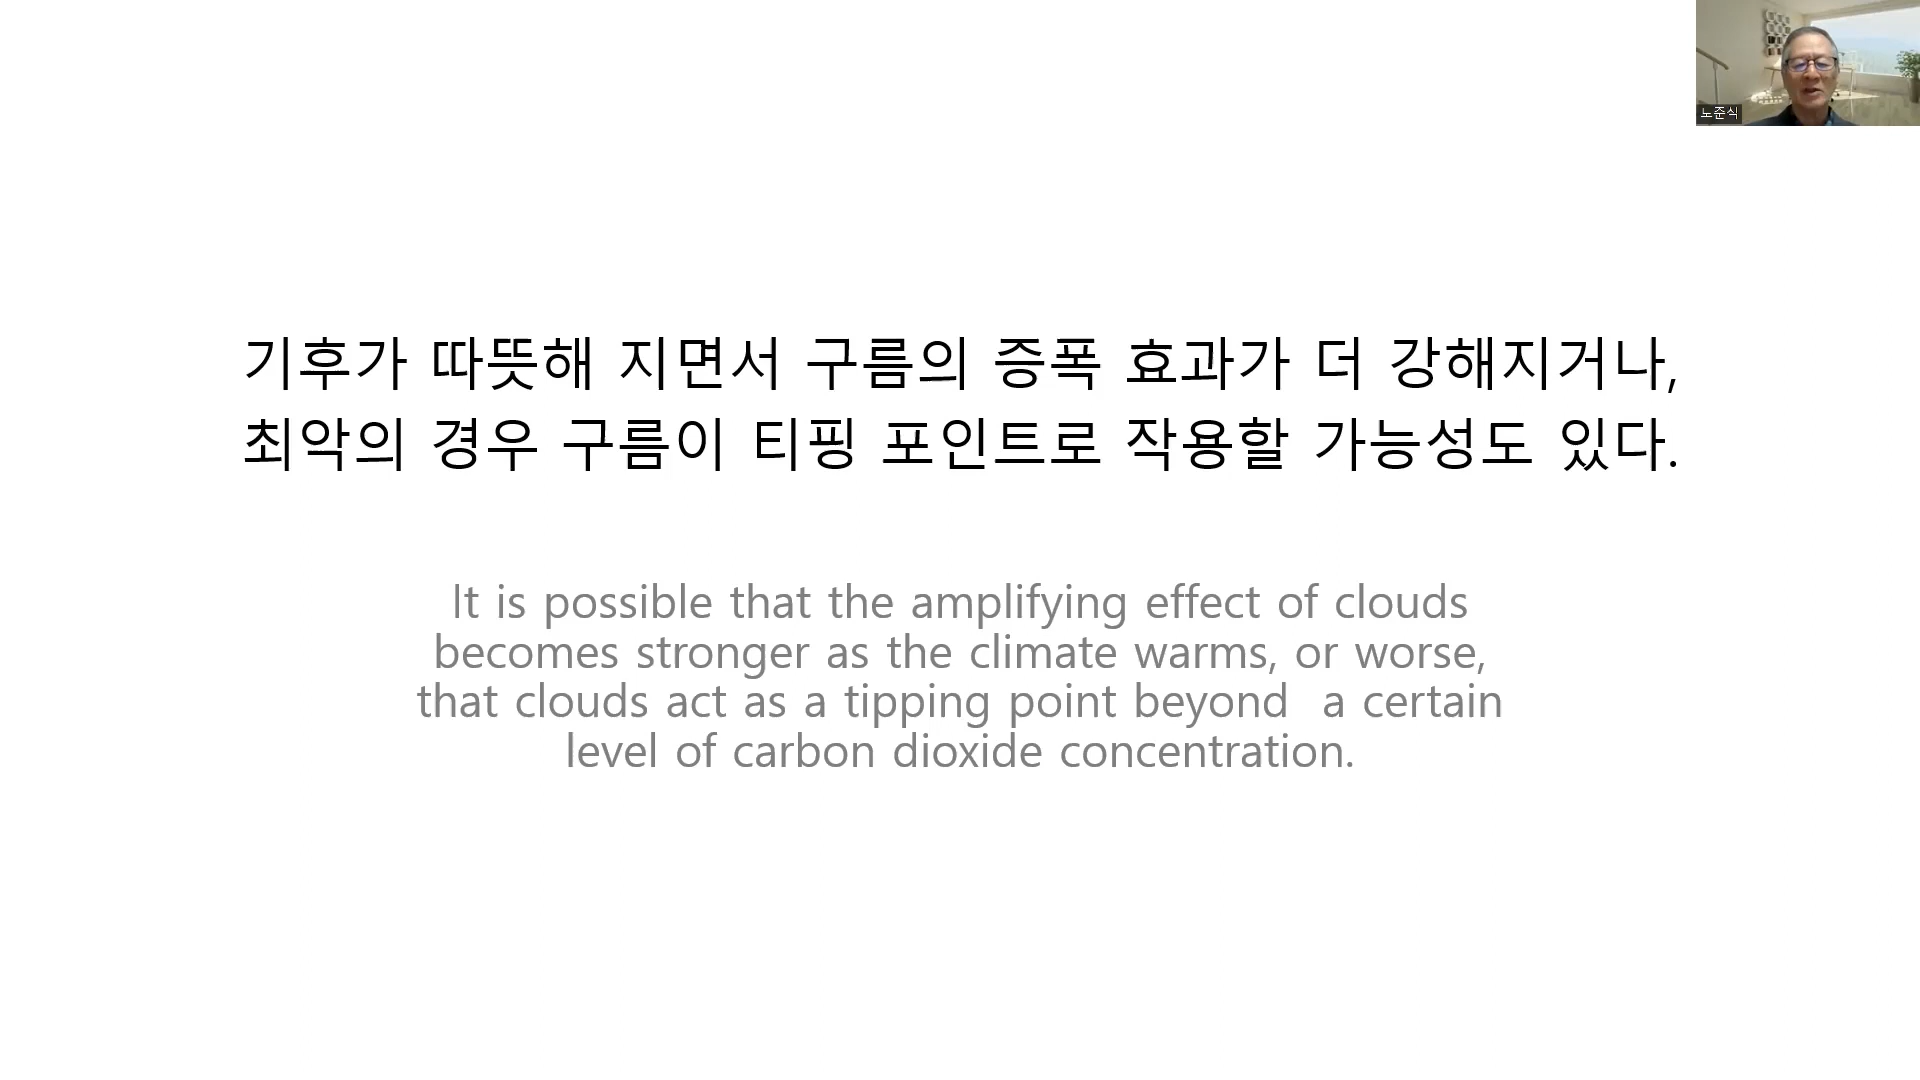 노준식
기후가 따뜻해 지면서 구름의 증폭 효과가 더 강해지거나,
최악의 경우 구름이 티핑 포인트로 작용할 가능성도 있다.
It is possible that the amplifying effect of clouds
becomes stronger as the climate warms, or worse,
that clouds act as a tipping point beyond  a certain
level of carbon dioxide concentration.